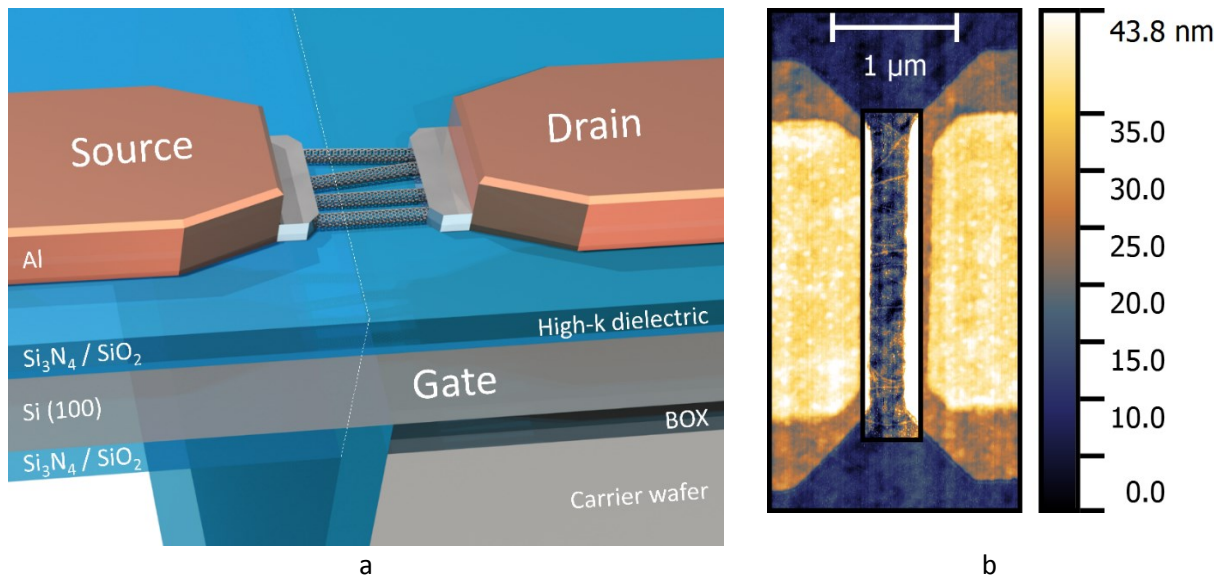 Source
Drain
Al
Si₃N₄ / SiO₂
High-k dielectric
Si (100)
Gate
BOX
Si₃N₄ / SiO₂
Carrier wafer
a
1 µm
43.8 nm
35.0
30.0
25.0
20.0
15.0
10.0
0.0
b